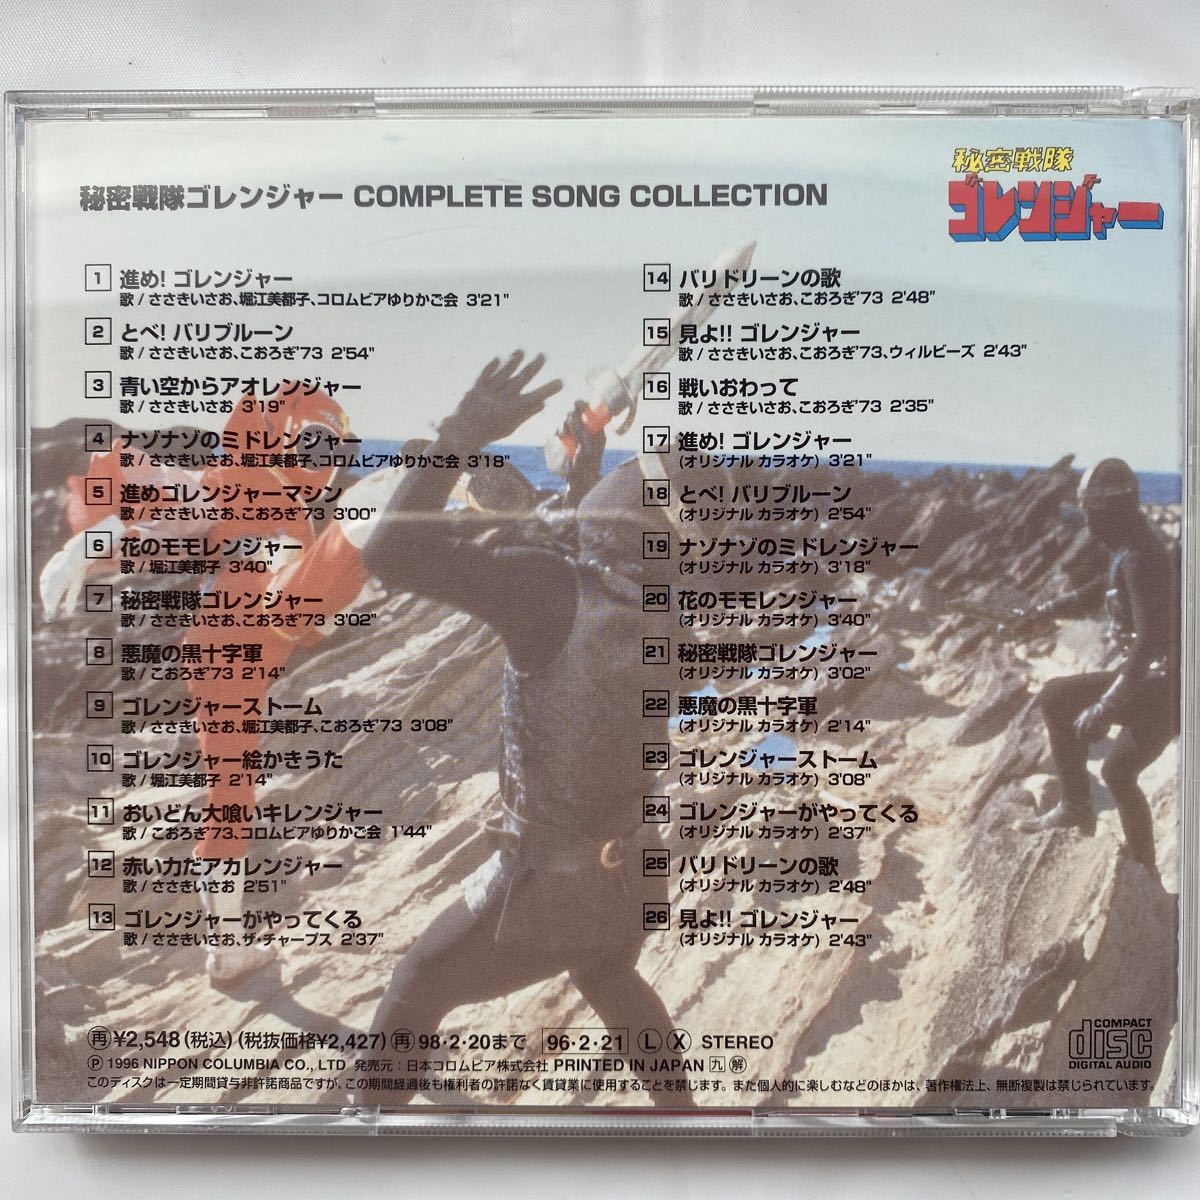 秘密戦隊ゴレンジャー COMPLETE SONG COLLECTION
秘密戦隊
ゴレンジャー
1 進め! ゴレンジャー
歌 / ささきいさお、堀江美都子、コロムビアゆりかご会 3'21"
2 とべ! バリブルーン
歌 / ささきいさお、こおろぎ'73 2'54"
3 青い空からアオレンジャー
歌 / ささきいさお 3'19"
4 ナゾナゾのミドレンジャー
歌 / ささきいさお、堀江美都子、コロムビアゆりかご会 3'18"
5 進めゴレンジャーマシン
歌 / ささきいさお、こおろぎ'73 3'00"
6 花のモモレンジャー
歌 / 堀江美都子 3'40"
7 秘密戦隊ゴレンジャー
歌 / ささきいさお、こおろぎ'73 3'02"
8 悪魔の黒十字軍
歌 / こおろぎ'73 2'14"
9 ゴレンジャーストーム
歌 / ささきいさお、堀江美都子、こおろぎ'73 3'08"
10 ゴレンジャー絵かきうた
歌 / 堀江美都子 2'14"
11 おいどん大喰いキレンジャー
歌 / こおろぎ'73、コロムビアゆりかご会 1'44"
12 赤い力だアカレンジャー
歌 / ささきいさお 2'51"
13 ゴレンジャーがやってくる
歌 / ささきいさお、ザ・チャープス 2'37"
14 バリドリーンの歌
歌 / ささきいさお、こおろぎ'73 2'48"
15 見よ!! ゴレンジャー
歌 / ささきいさお、こおろぎ'73、ウィルビーズ 2'43"
16 戦いおわって
歌 / ささきいさお、こおろぎ'73 2'35"
17 進め! ゴレンジャー
(オリジナル カラオケ) 3'21"
18 とべ! バリブルーン
(オリジナル カラオケ) 2'54"
19 ナゾナゾのミドレンジャー
(オリジナル カラオケ) 3'18"
20 花のモモレンジャー
(オリジナル カラオケ) 3'40"
21 秘密戦隊ゴレンジャー
(オリジナル カラオケ) 3'02"
22 悪魔の黒十字軍
(オリジナル カラオケ) 2'14"
23 ゴレンジャーストーム
(オリジナル カラオケ) 3'08"
24 ゴレンジャーがやってくる
(オリジナル カラオケ) 2'37"
25 バリドリーンの歌
(オリジナル カラオケ) 2'48"
26 見よ!! ゴレンジャー
(オリジナル カラオケ) 2'43"
再 ¥2,548(税込)(税抜価格¥2,427) 再 98・2・20まで 96・2・21 L X STEREO
Ⓟ 1996 NIPPON COLUMBIA CO., LTD 発売元：日本コロムビア株式会社 PRINTED IN JAPAN 九 解
このディスクは一定期間貸与非許諾商品ですが、この期間経過後も権利者の許諾なく賃貸業に使用することを禁じます。また個人的に楽しむなどのほかは、著作権法上、無断複製は禁じられています。
COMPACT
disc
DIGITAL AUDIO